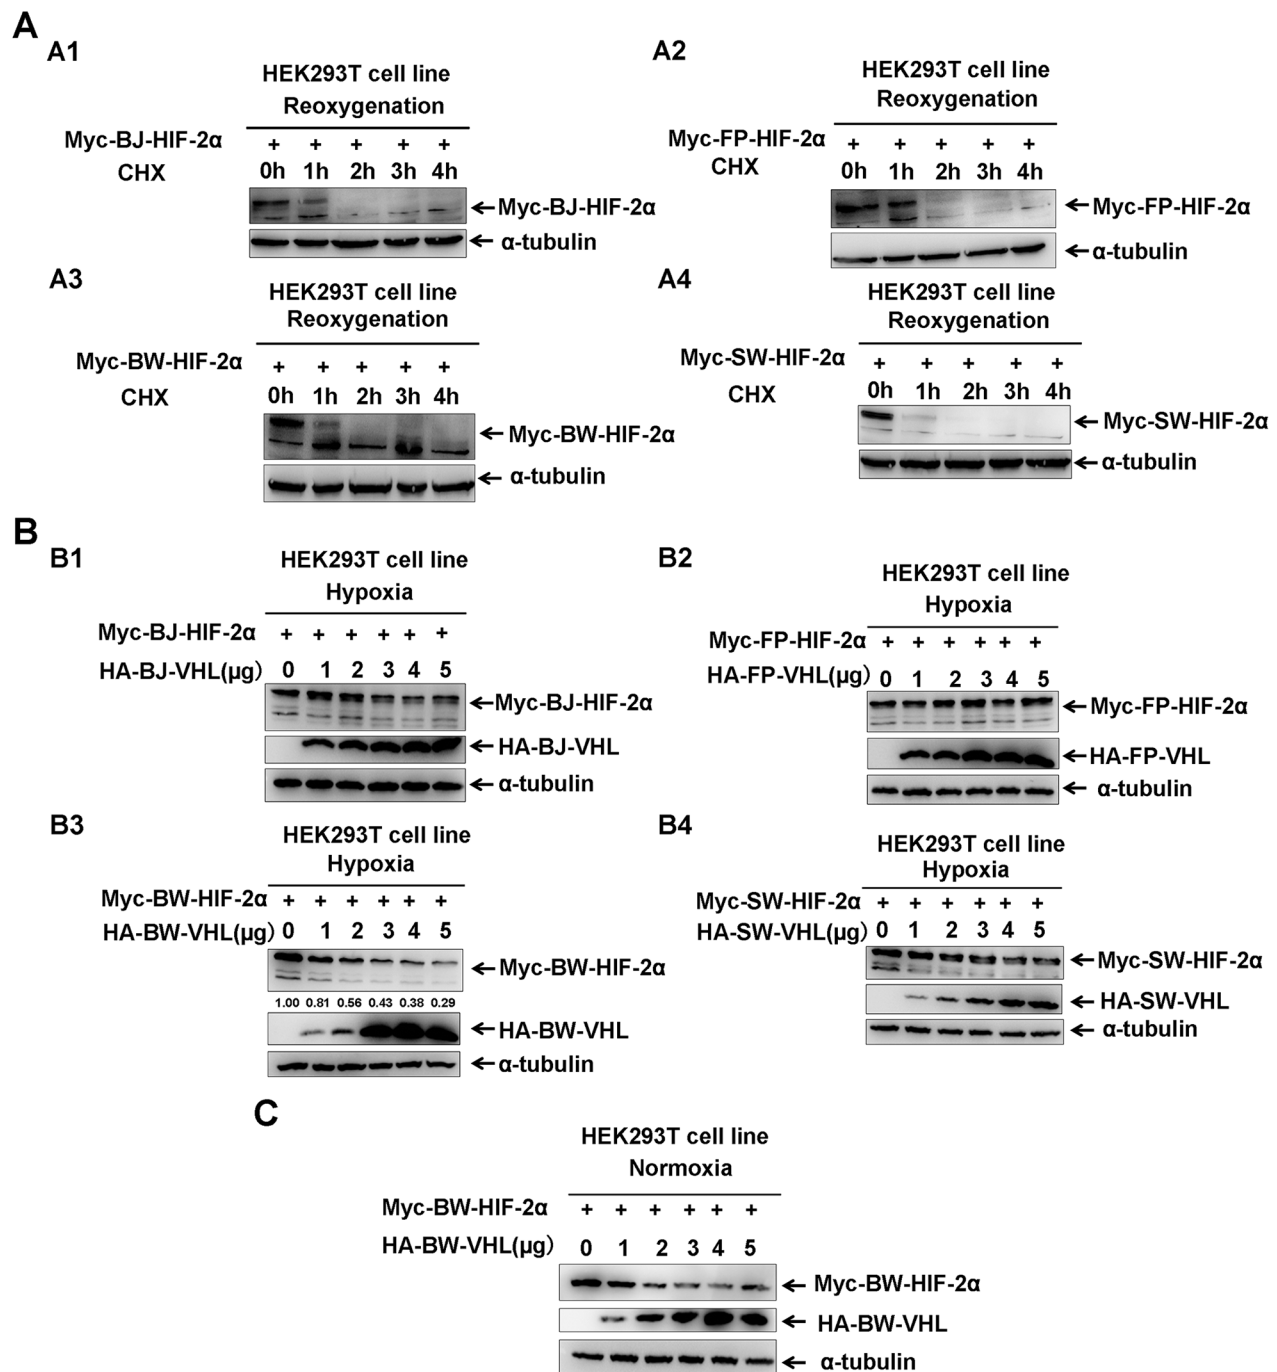 A
A1
HEK293T cell line
Reoxygenation
Myc-BJ-HIF-2α + + + + +
CHX 0h 1h 2h 3h 4h
←Myc-BJ-HIF-2α
← α-tubulin
A2
HEK293T cell line
Reoxygenation
Myc-FP-HIF-2α + + + + +
CHX 0h 1h 2h 3h 4h
←Myc-FP-HIF-2α
←α-tubulin
A3
HEK293T cell line
Reoxygenation
Myc-BW-HIF-2α + + + + +
CHX 0h 1h 2h 3h 4h
←Myc-BW-HIF-2α
← α-tubulin
A4
HEK293T cell line
Reoxygenation
Myc-SW-HIF-2α + + + + +
CHX 0h 1h 2h 3h 4h
←Myc-SW-HIF-2α
←α-tubulin
B
B1
HEK293T cell line
Hypoxia
Myc-BJ-HIF-2α + + + + + +
HA-BJ-VHL(μg) 0 1 2 3 4 5
←Myc-BJ-HIF-2α
←HA-BJ-VHL
←α-tubulin
B2
HEK293T cell line
Hypoxia
Myc-FP-HIF-2α + + + + + +
HA-FP-VHL(μg) 0 1 2 3 4 5
←Myc-FP-HIF-2α
←HA-FP-VHL
← α-tubulin
B3
HEK293T cell line
Hypoxia
Myc-BW-HIF-2α + + + + + +
HA-BW-VHL(μg) 0 1 2 3 4 5
←Myc-BW-HIF-2α
1.00 0.81 0.56 0.43 0.38 0.29
←HA-BW-VHL
←α-tubulin
B4
HEK293T cell line
Hypoxia
Myc-SW-HIF-2α + + + + + +
HA-SW-VHL(μg) 0 1 2 3 4 5
←Myc-SW-HIF-2α
←HA-SW-VHL
← α-tubulin
C
HEK293T cell line
Normoxia
Myc-BW-HIF-2α + + + + + +
HA-BW-VHL(μg) 0 1 2 3 4 5
← Myc-BW-HIF-2α
← HA-BW-VHL
← α-tubulin